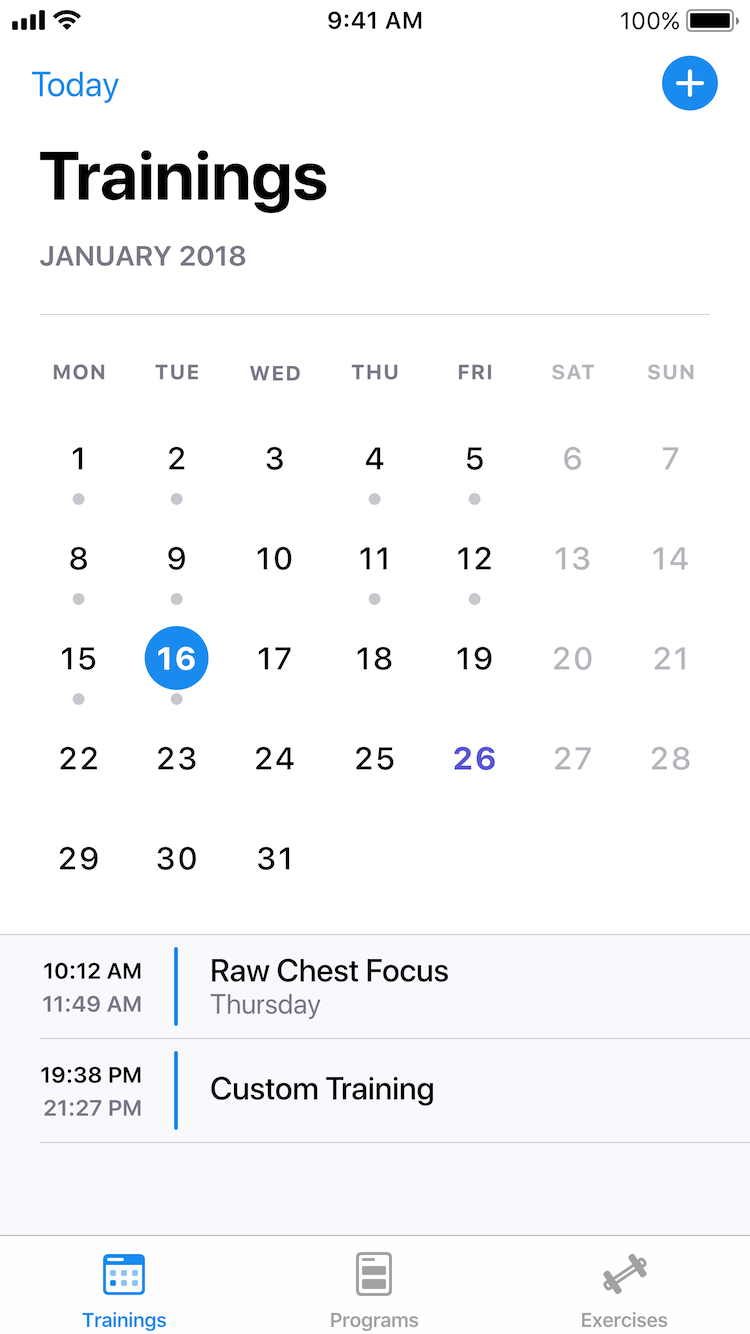 9:41 AM 100%
Today
Trainings
JANUARY 2018
MON TUE WED THU FRI SAT SUN
1 2 3 4 5 6 7
8 9 10 11 12 13 14
15 16 17 18 19 20 21
22 23 24 25 26 27 28
29 30 31
10:12 AM Raw Chest Focus
11:49 AM Thursday
19:38 PM Custom Training
21:27 PM
Trainings Programs Exercises